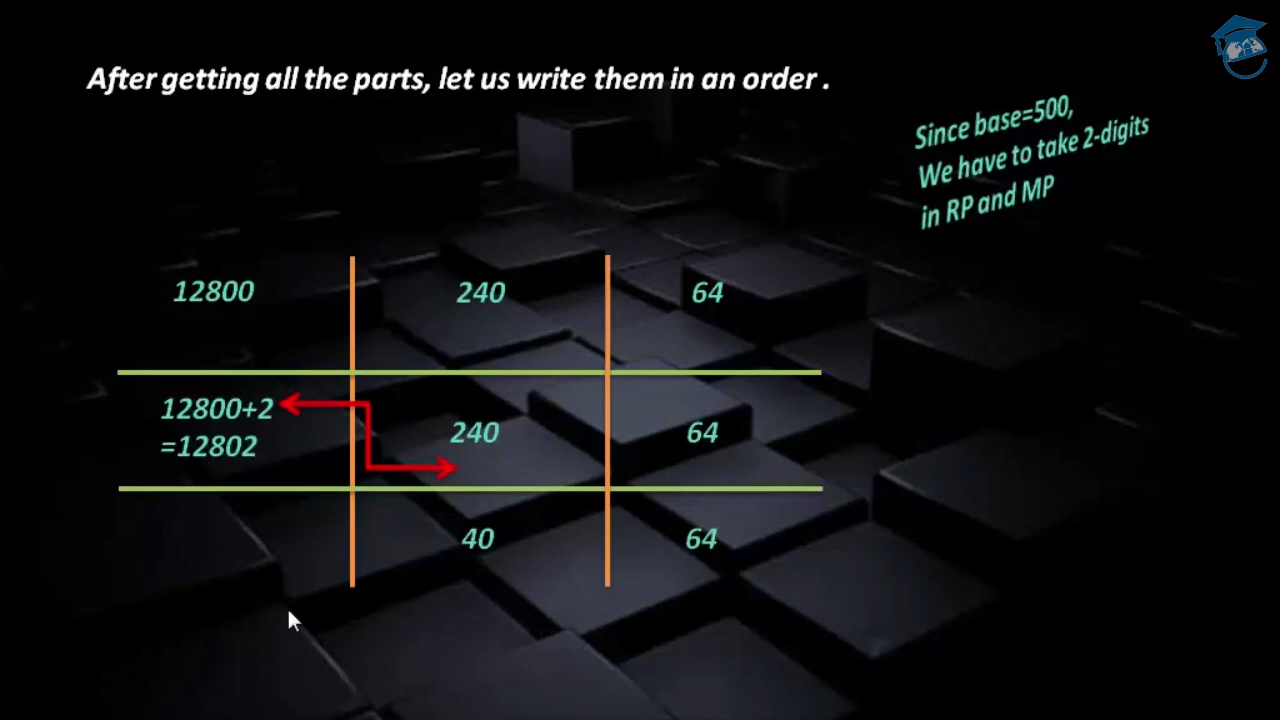 After getting all the parts, let us write them in an order .
Since base=500,
We have to take 2-digits
in RP and MP
12800 240 64
12800+2
=12802 240 64
40 64